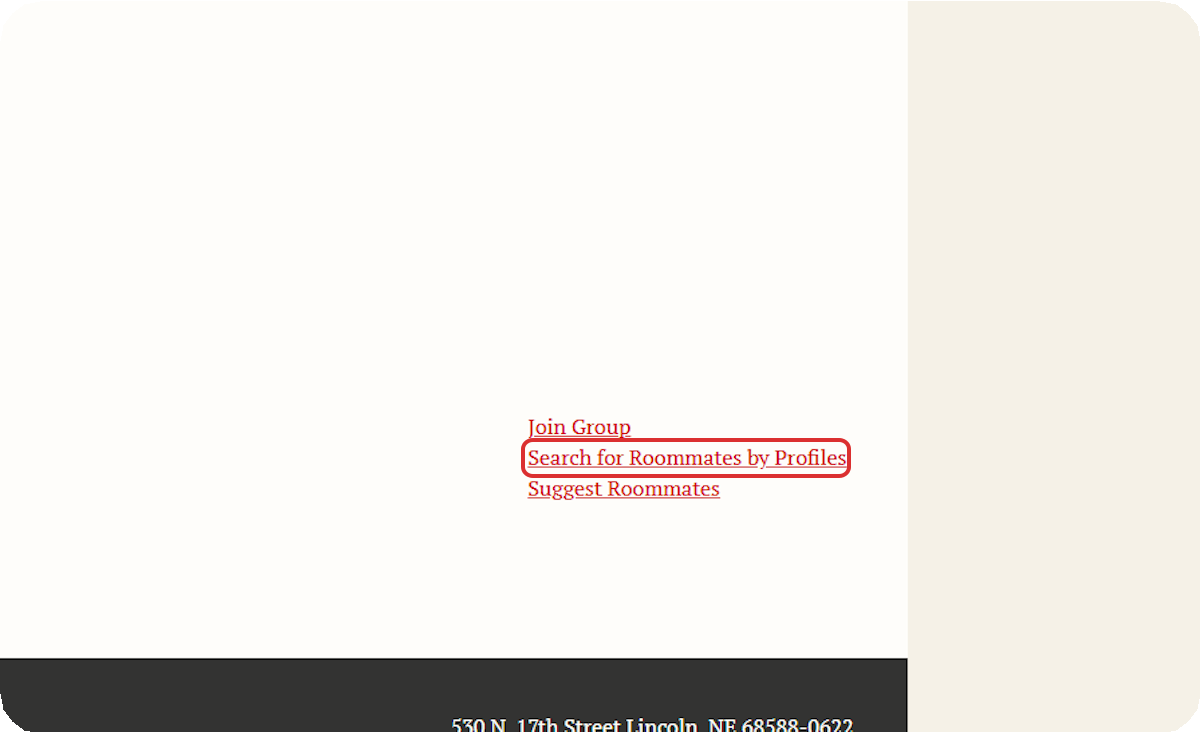 Join Group
Search for Roommates by Profiles
Suggest Roommates
530 N. 17th Street Lincoln, NE 68588-0622